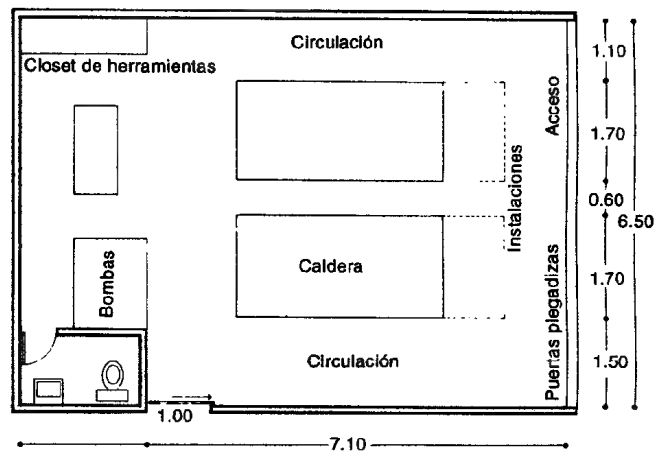 Circulación
1.10
Closet de herramientas
Acceso
1.70
Instalaciones
0.60
6.50
Bombas
Caldera
1.70
Puertas plegadizas
Circulación
1.50
1.00
7.10